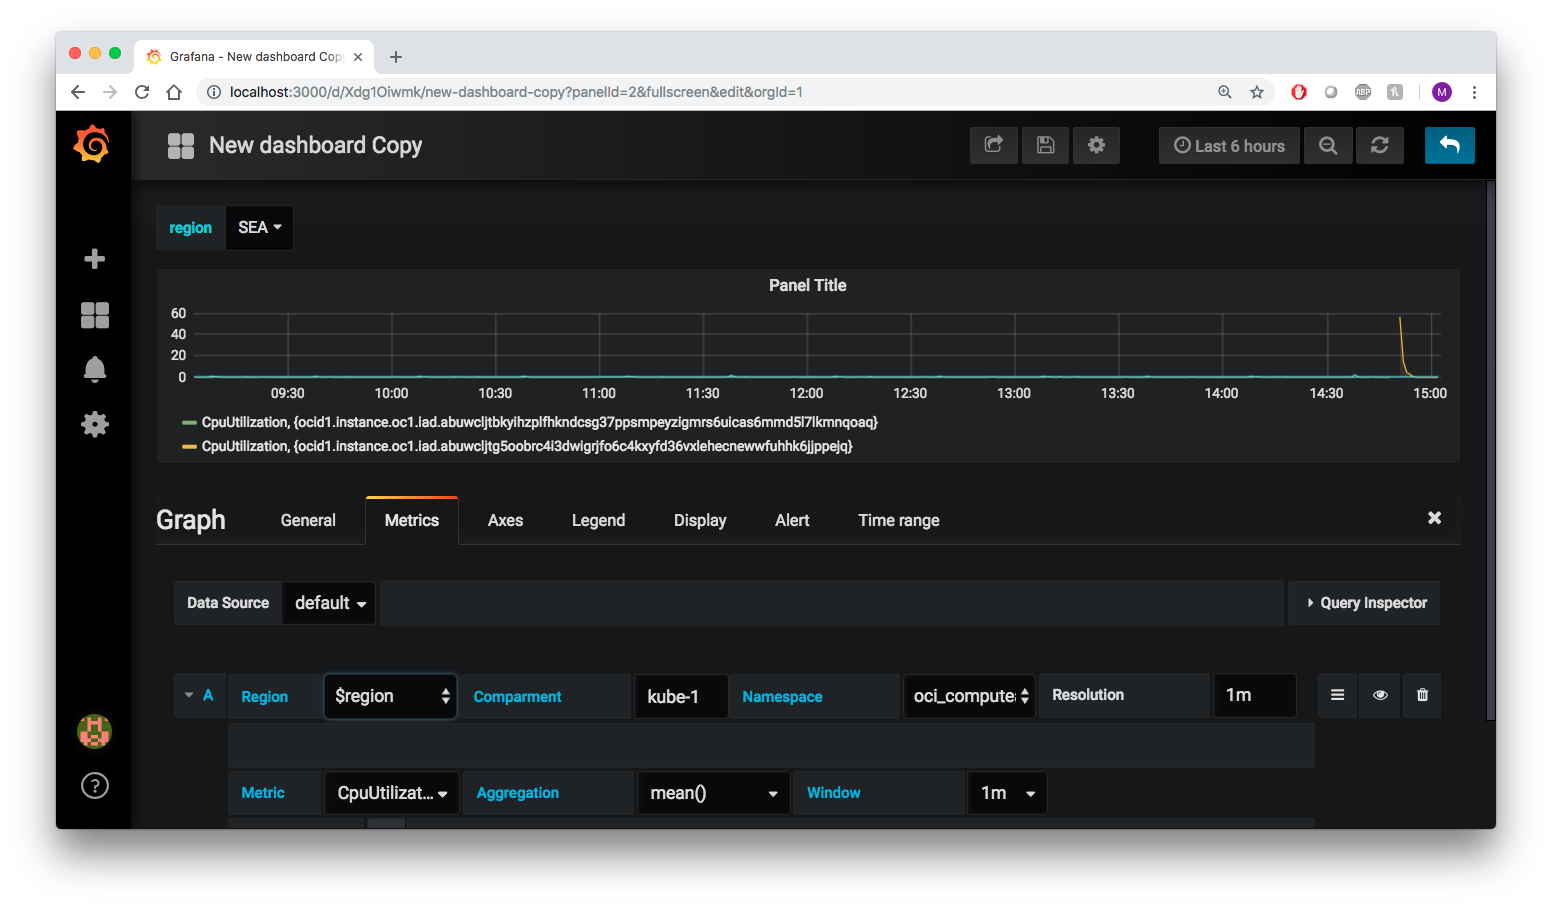 Grafana - New dashboard Cop
localhost:3000/d/Xdg1Oiwmk/new-dashboard-copy?panelId=2&fullscreen&edit&orgId=1
ABP
M
New dashboard Copy
Last 6 hours
region SEA
Panel Title
60
40
20
0
09:30 10:00 10:30 11:00 11:30 12:00 12:30 13:00 13:30 14:00 14:30 15:00
CpuUtilization, {ocid1.instance.oc1.iad.abuwcljtbkyihzplfhkndcsg37ppsmpeyzigmrs6uicas6mmd5l7lkmnqoaq}
CpuUtilization, {ocid1.instance.oc1.iad.abuwcljtg5oobrc4i3dwigrjfo6c4kxyfd36vxlehecnewwfuhhk6jjppejq}
Graph General Metrics Axes Legend Display Alert Time range
Data Source default Query Inspector
A Region $region Comparment kube-1 Namespace oci_compute Resolution 1m
Metric CpuUtilizat... Aggregation mean() Window 1m